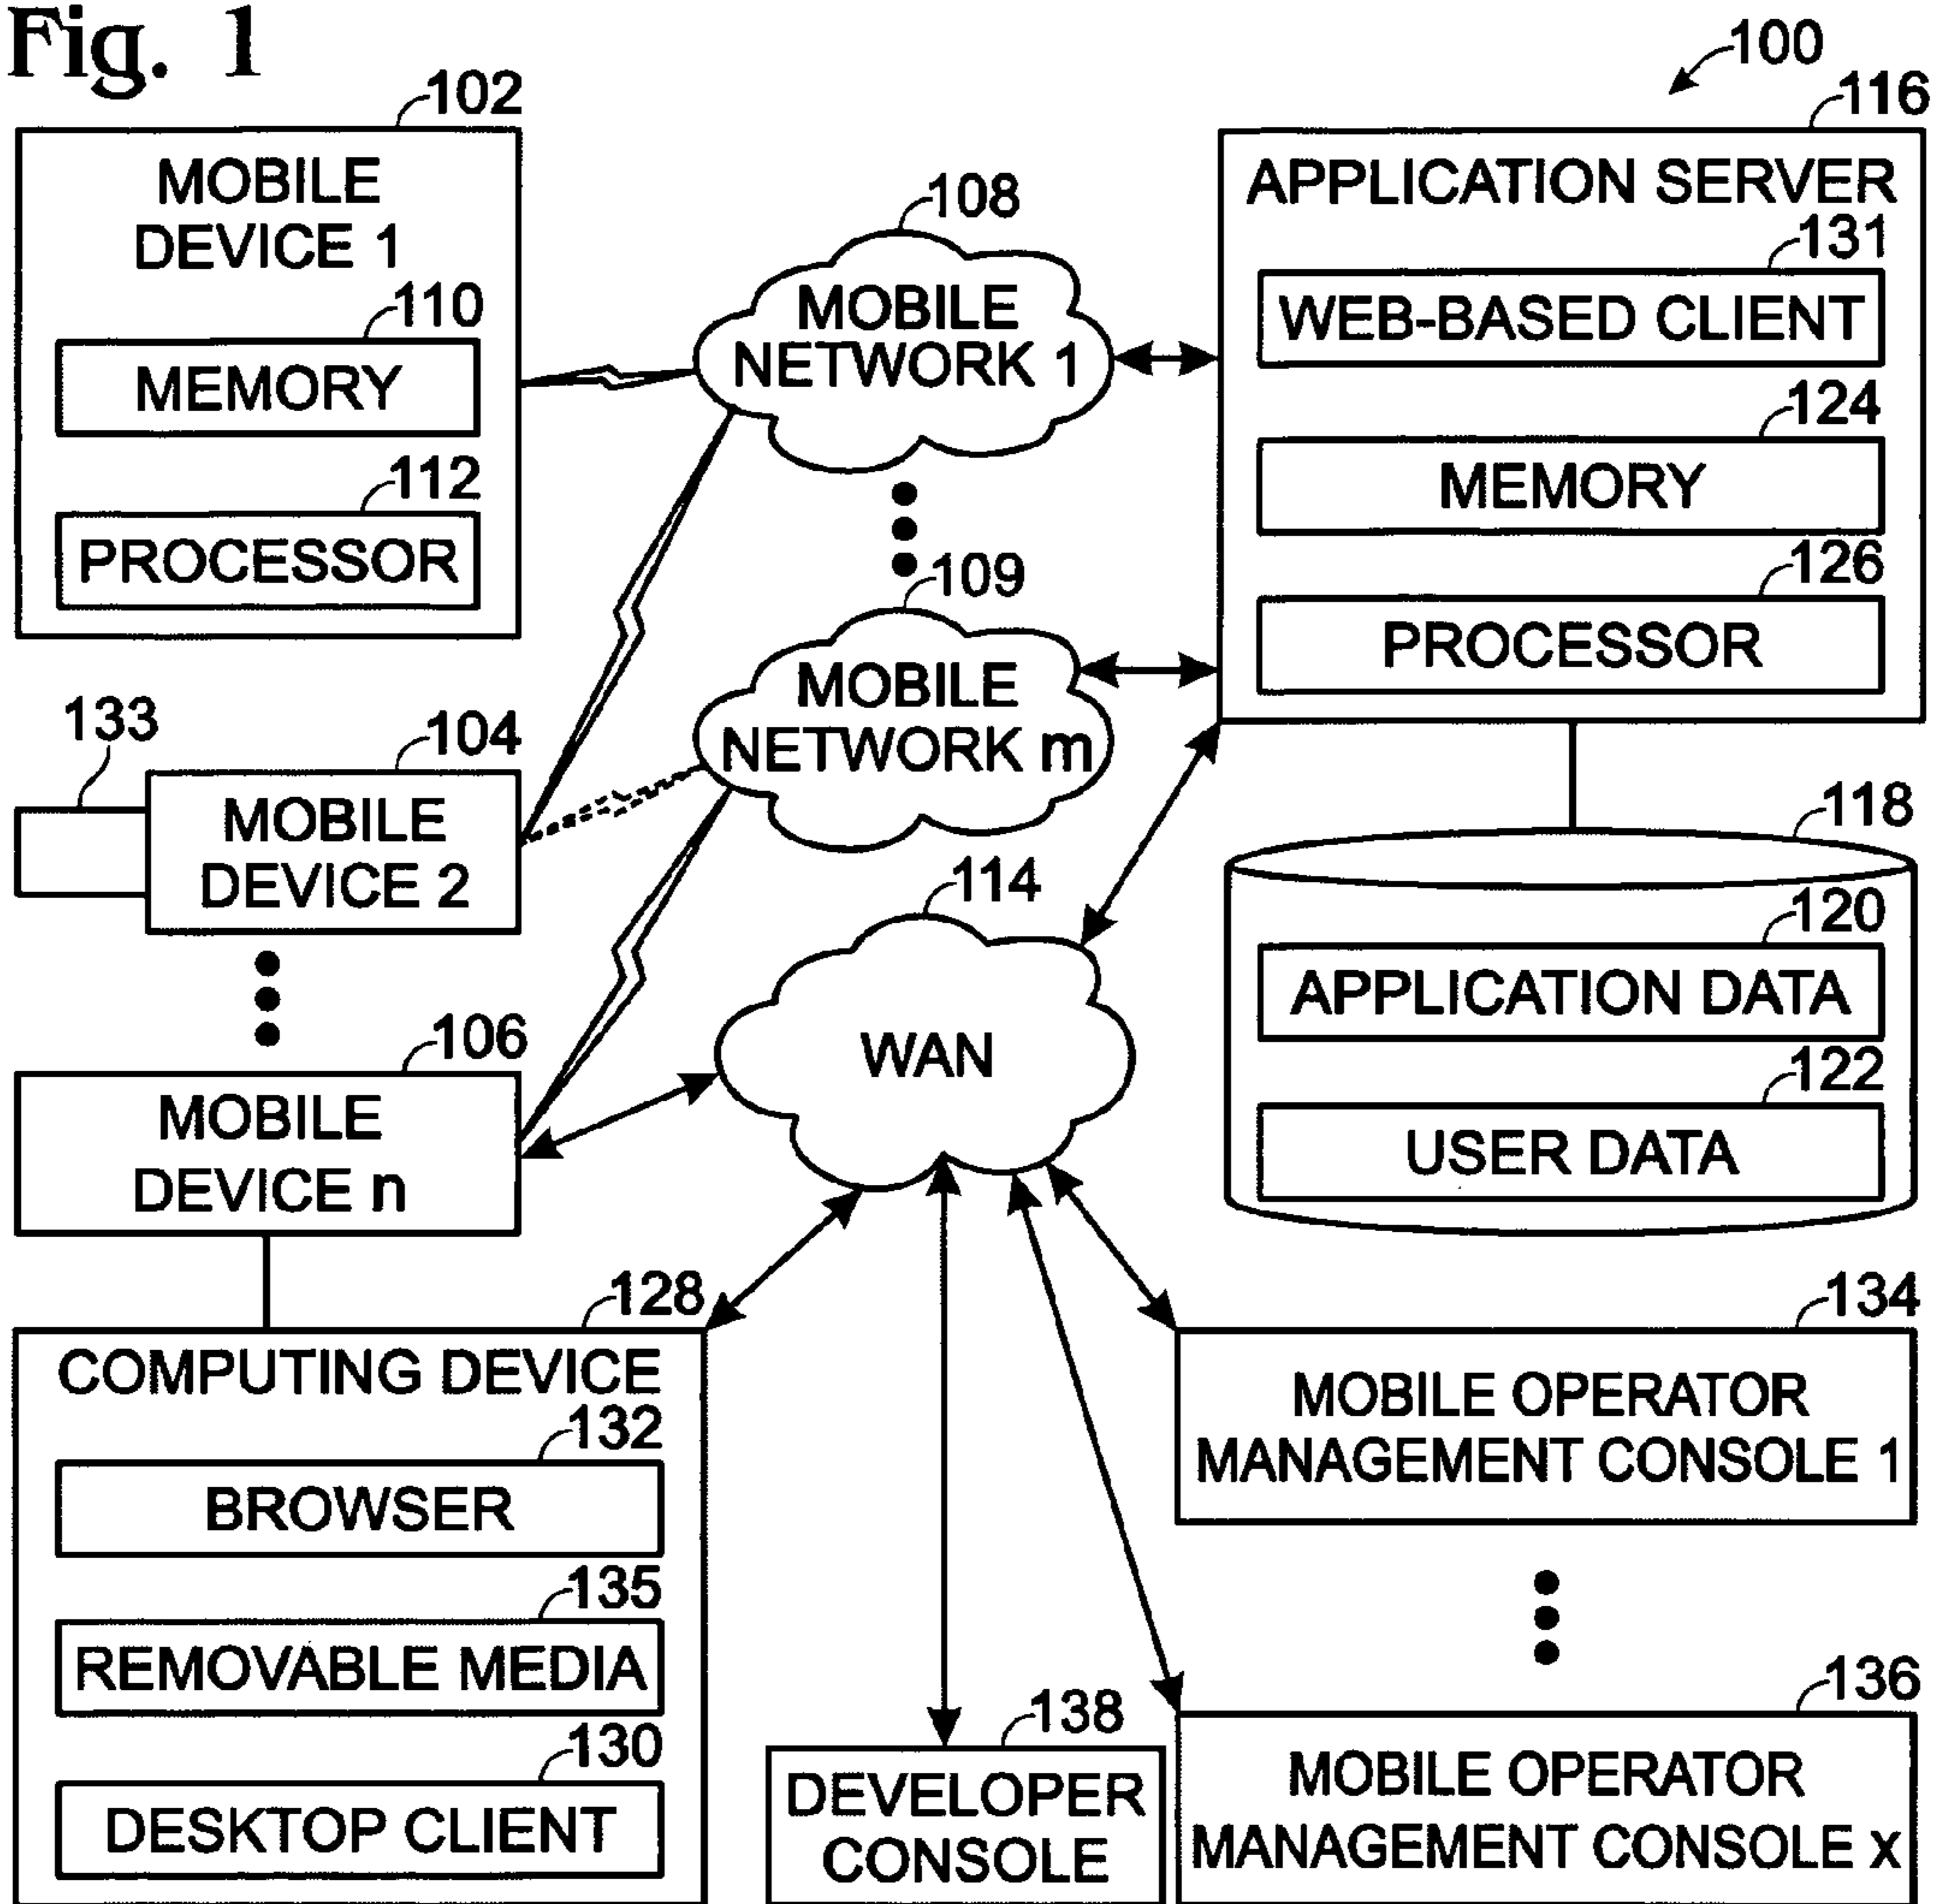 Fig. 1
100
102
MOBILE
DEVICE 1
110
MEMORY
112
PROCESSOR
108
MOBILE
NETWORK 1
109
MOBILE
NETWORK m
116
APPLICATION SERVER
131
WEB-BASED CLIENT
124
MEMORY
126
PROCESSOR
133
104
MOBILE
DEVICE 2
106
MOBILE
DEVICE n
114
WAN
118
120
APPLICATION DATA
122
USER DATA
128
COMPUTING DEVICE
132
BROWSER
135
REMOVABLE MEDIA
130
DESKTOP CLIENT
138
DEVELOPER
CONSOLE
134
MOBILE OPERATOR
MANAGEMENT CONSOLE 1
136
MOBILE OPERATOR
MANAGEMENT CONSOLE x